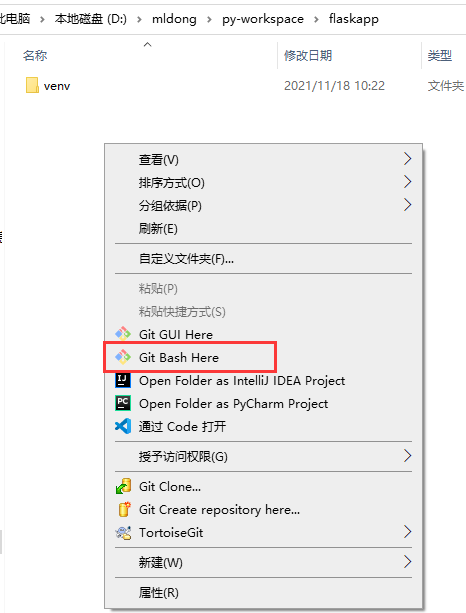 此电脑 > 本地磁盘 (D:) > mldong > py-workspace > flaskapp
名称 修改日期 类型
venv 2021/11/18 10:22 文件夹
查看(V)
排序方式(O)
分组依据(P)
刷新(E)
自定义文件夹(F)...
粘贴(P)
粘贴快捷方式(S)
Git GUI Here
Git Bash Here
Open Folder as IntelliJ IDEA Project
Open Folder as PyCharm Project
通过 Code 打开
授予访问权限(G)
Git Clone...
Git Create repository here...
TortoiseGit
新建(W)
属性(R)